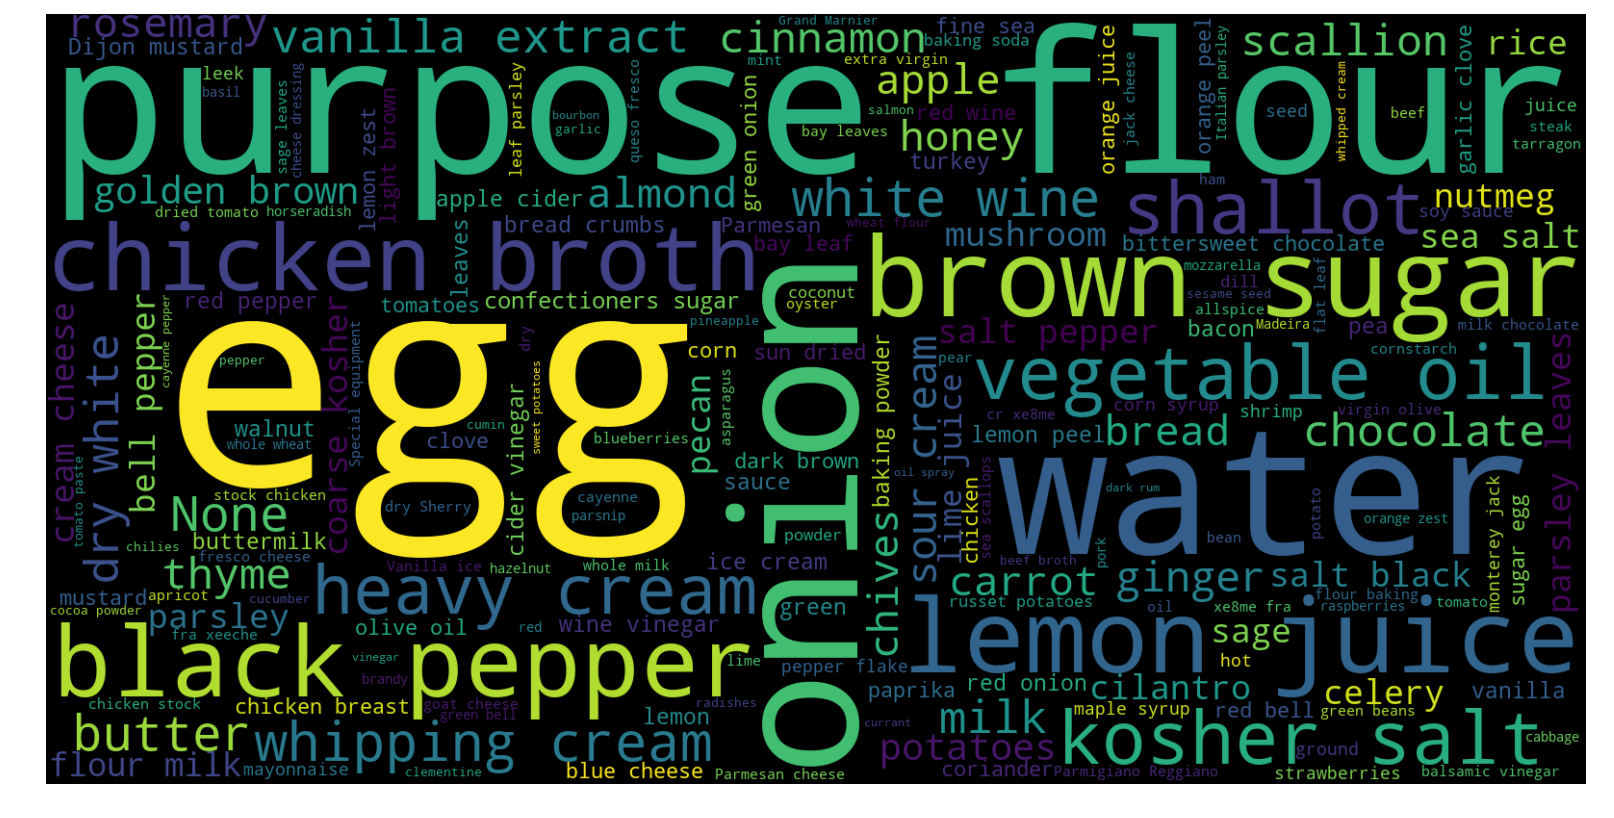 rosemary
Dijon mustard
vanilla extract
cinnamon
Grand Marnier
fine sea
baking soda
mint
extra virgin
orange juice
jack cheese
orange peel
Italian parsley
scallion
rice
purpose flour
leek
basil
sage leaves
cheese dressing
lemon zest
light brown
leaf parsley
bourbon
garlic
queso fresco
green onion
bay leaves
apple
salmon
red wine
honey
turkey
seed
whipped cream
beef
garlic clove
juice
steak
tarragon
golden brown
dried tomato
horseradish
apple cider
almond
white wine
ham
shallot
nutmeg
soy sauce
chicken broth
leaves
bread crumbs
Parmesan
bay leaf
wheat flour
mushroom
bittersweet chocolate
sea salt
brown sugar
mozzarella
dill
sesame seed
flat leaf
allspice
Madeira
cream cheese
bell pepper
red pepper
cayenne pepper
tomatoes
confectioners sugar
coconut
oyster
pineapple
salt pepper
bacon
pea
milk chocolate
dry white
coarse kosher
egg
pepper
special equipment
dry
corn
sun dried
onion
baking powder
sour cream
pear
vegetable oil
cornstarch
parsley leaves
walnut
whole wheat
clove
cumin
cider vinegar
sweet potatoes
blueberries
pecan
asparagus
lime juice
cr xe8me
corn syrup
shrimp
virgin olive
lemon peel
bread
chocolate
tomato paste
stock chicken
None
dry Sherry
cayenne
parsnip
dark brown
sauce
oil spray
chicken
sea scallops
water
dark rum
orange zest
potato
chilies
buttermilk
fresco cheese
powder
pork
bean
monterey jack
sugar egg
mustard
apricot
thyme
cucumber
Vanilla ice
hazelnut
whole milk
ice cream
chives
beef broth
carrot
ginger
salt black
flour baking
cocoa powder
parsley
heavy cream
green
russet potatoes
oil
xe8me fra
raspberries
tomato
fra xeeche
olive oil
red
wine vinegar
lemon juice
sage
hot
black pepper
vinegar
brandy
lime
pepper flake
paprika
red onion
cilantro
celery
vanilla
chicken stock
chicken breast
goat cheese
green bell
radishes
lemon
currant
milk
maple syrup
red bell
green beans
butter
whipping cream
potatoes
kosher salt
ground
cabbage
flour milk
mayonnaise
clementine
blue cheese
Parmesan cheese
coriander
Parmigiano Reggiano
strawberries
balsamic vinegar